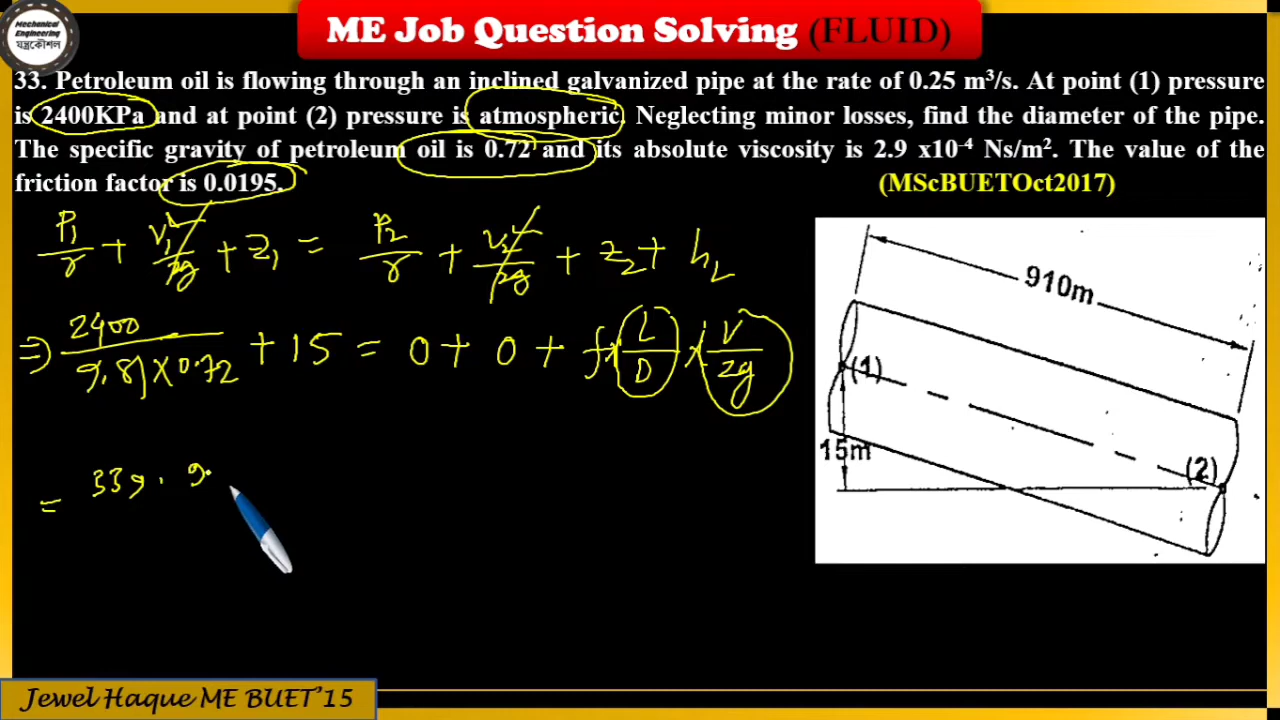 Mechanical
Engineering
যন্ত্রকৌশল
ME Job Question Solving (FLUID)
33. Petroleum oil is flowing through an inclined galvanized pipe at the rate of 0.25 m³/s. At point (1) pressure
is 2400KPa and at point (2) pressure is atmospheric. Neglecting minor losses, find the diameter of the pipe.
The specific gravity of petroleum oil is 0.72 and its absolute viscosity is 2.9 x10⁻⁴ Ns/m². The value of the
friction factor is 0.0195.
(MScBUETOct2017)
P₁/γ + V₁²/2g + Z₁ = P₂/γ + V₂²/2g + Z₂ + h_L
⇒ 2400/(9.81×0.72) + 15 = 0 + 0 + f×(L/D)×(V²/2g)
= 339. 9.
910m
(1)
15m
(2)
Jewel Haque ME BUET'15